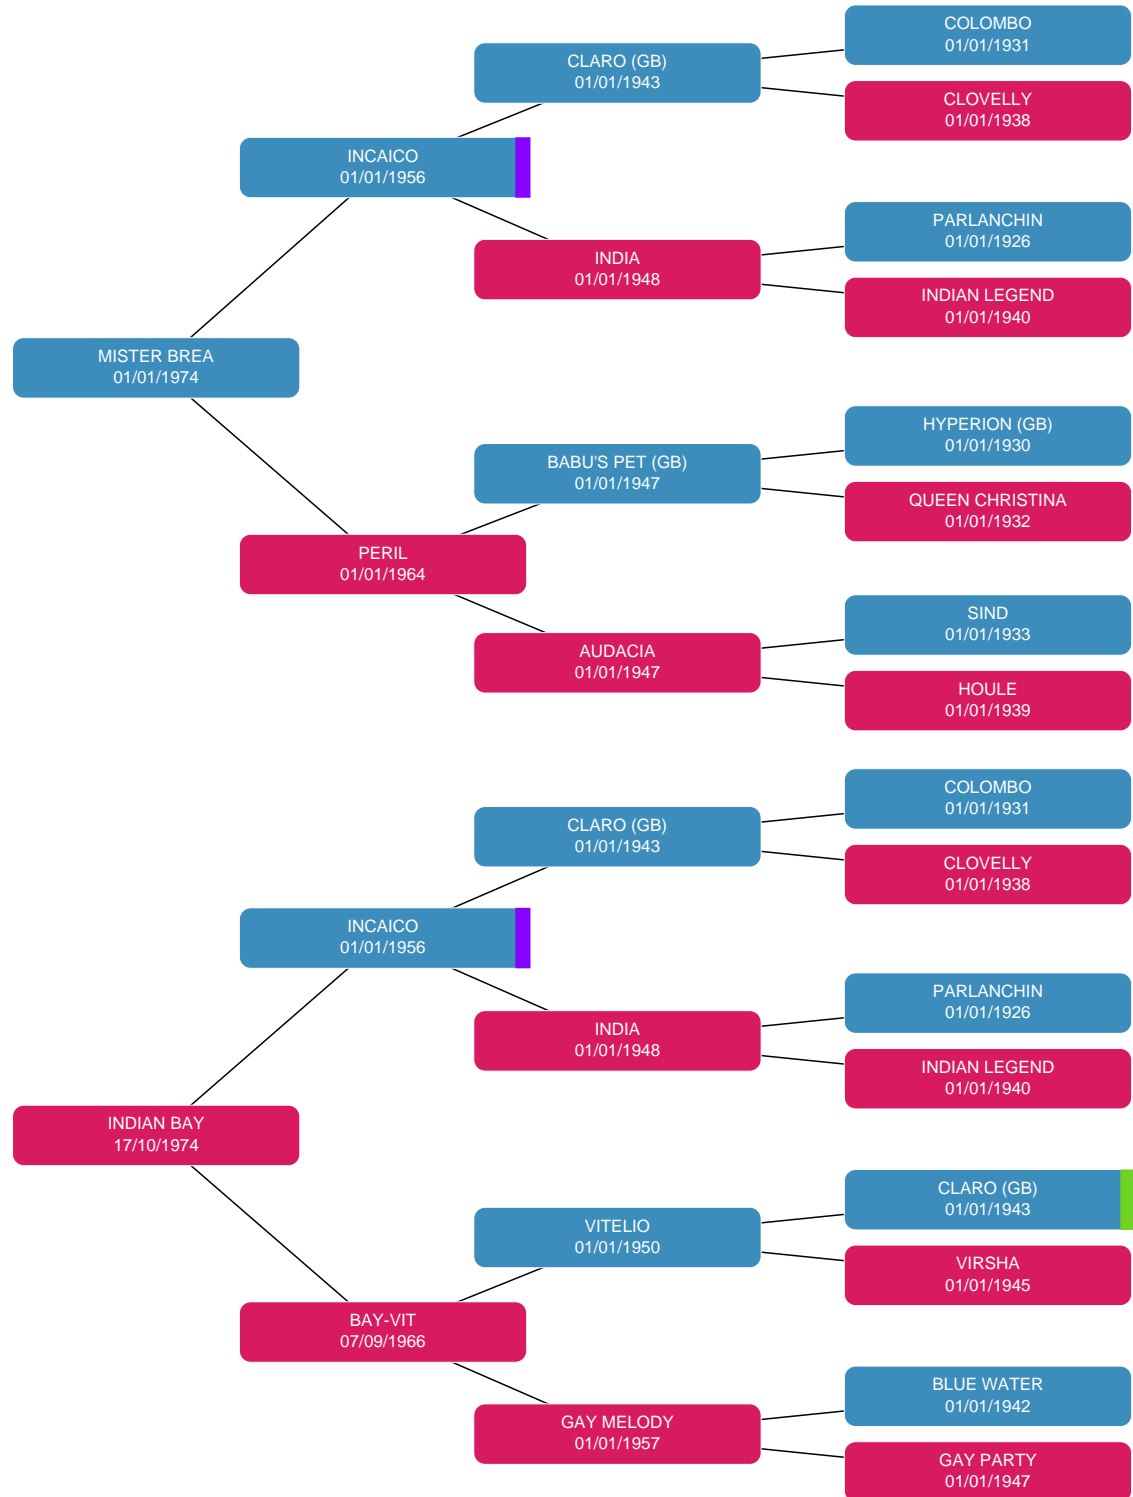 COLOMBO
01/01/1931
CLARO (GB)
01/01/1943
CLOVELLY
01/01/1938
INCAICO
01/01/1956
PARLANCHIN
01/01/1926
INDIA
01/01/1948
INDIAN LEGEND
01/01/1940
MISTER BREA
01/01/1974
HYPERION (GB)
01/01/1930
BABU'S PET (GB)
01/01/1947
QUEEN CHRISTINA
01/01/1932
PERIL
01/01/1964
SIND
01/01/1933
AUDACIA
01/01/1947
HOULE
01/01/1939
COLOMBO
01/01/1931
CLARO (GB)
01/01/1943
CLOVELLY
01/01/1938
INCAICO
01/01/1956
PARLANCHIN
01/01/1926
INDIA
01/01/1948
INDIAN LEGEND
01/01/1940
INDIAN BAY
17/10/1974
CLARO (GB)
01/01/1943
VITELIO
01/01/1950
VIRSHA
01/01/1945
BAY-VIT
07/09/1966
BLUE WATER
01/01/1942
GAY MELODY
01/01/1957
GAY PARTY
01/01/1947